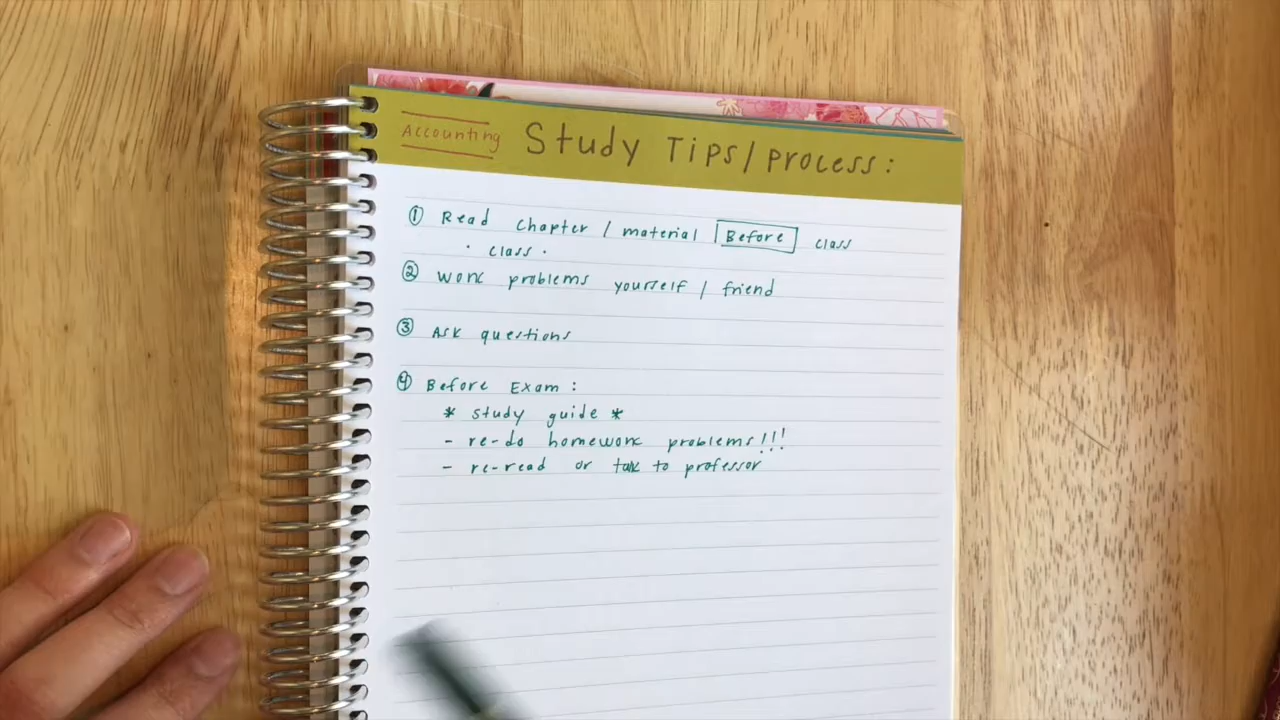 Accounting Study Tips/process:
① Read chapter / material Before class
· class ·
② Work problems yourself / friend
③ Ask questions
④ Before Exam:
* study guide *
- re-do homework problems!!!
- re-read or talk to professor